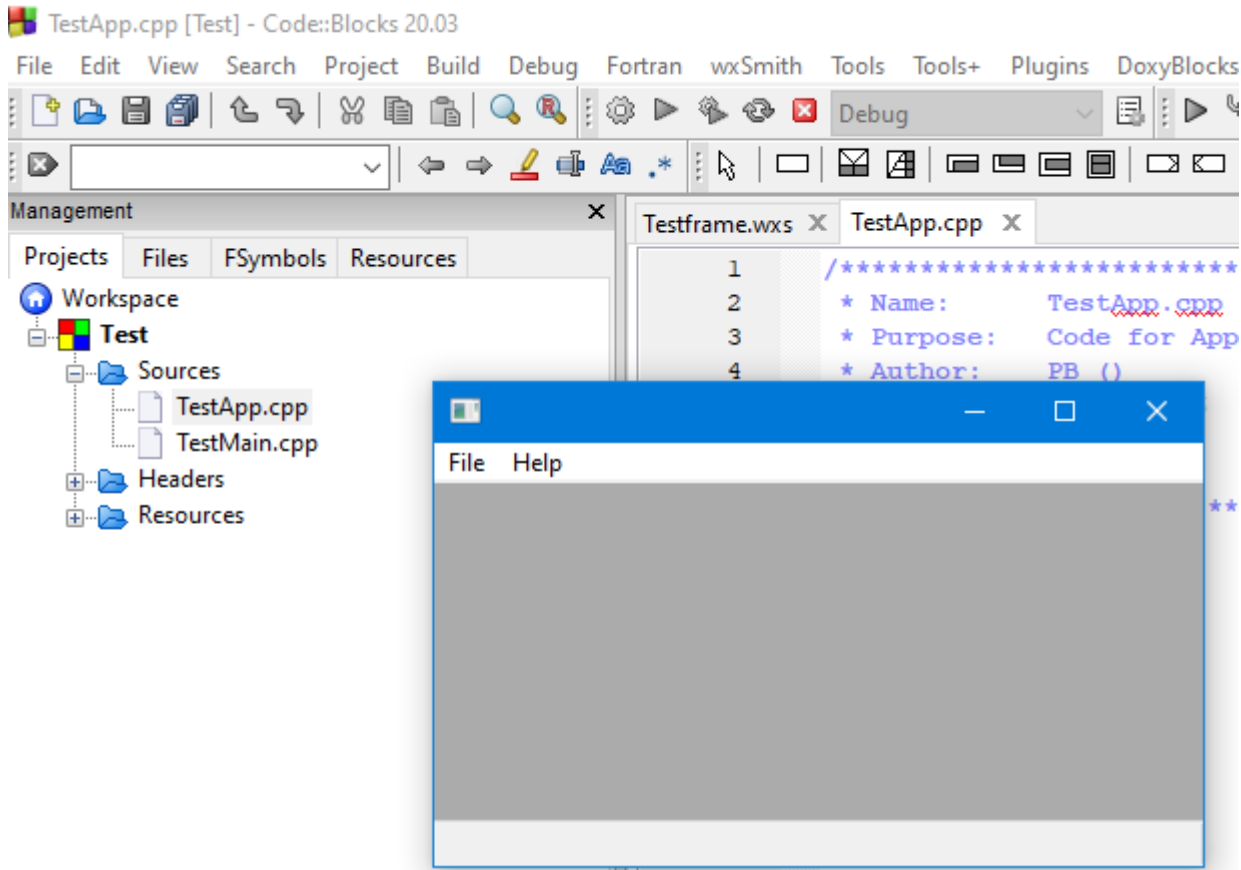 TestApp.cpp [Test] - Code::Blocks 20.03
File Edit View Search Project Build Debug Fortran wxSmith Tools Tools+ Plugins DoxyBlocks
Debug
Aa .*
Management
Projects Files FSymbols Resources
Workspace
Test
Sources
TestApp.cpp
TestMain.cpp
Headers
Resources
Testframe.wxs TestApp.cpp
1 /**************************
2 * Name: TestApp.cpp
3 * Purpose: Code for App
4 * Author: PB ()
File Help
**